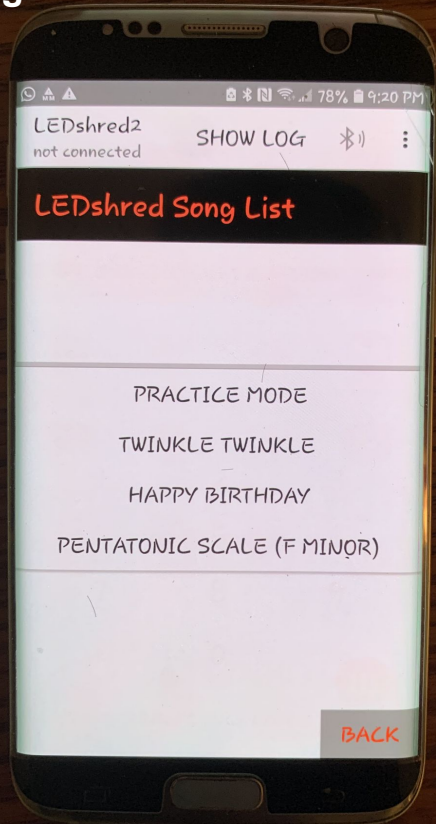 g
78% 9:20 PM
LEDshred2
not connected
SHOW LOG
LEDshred Song List
PRACTICE MODE
TWINKLE TWINKLE
HAPPY BIRTHDAY
PENTATONIC SCALE (F MINOR)
BACK